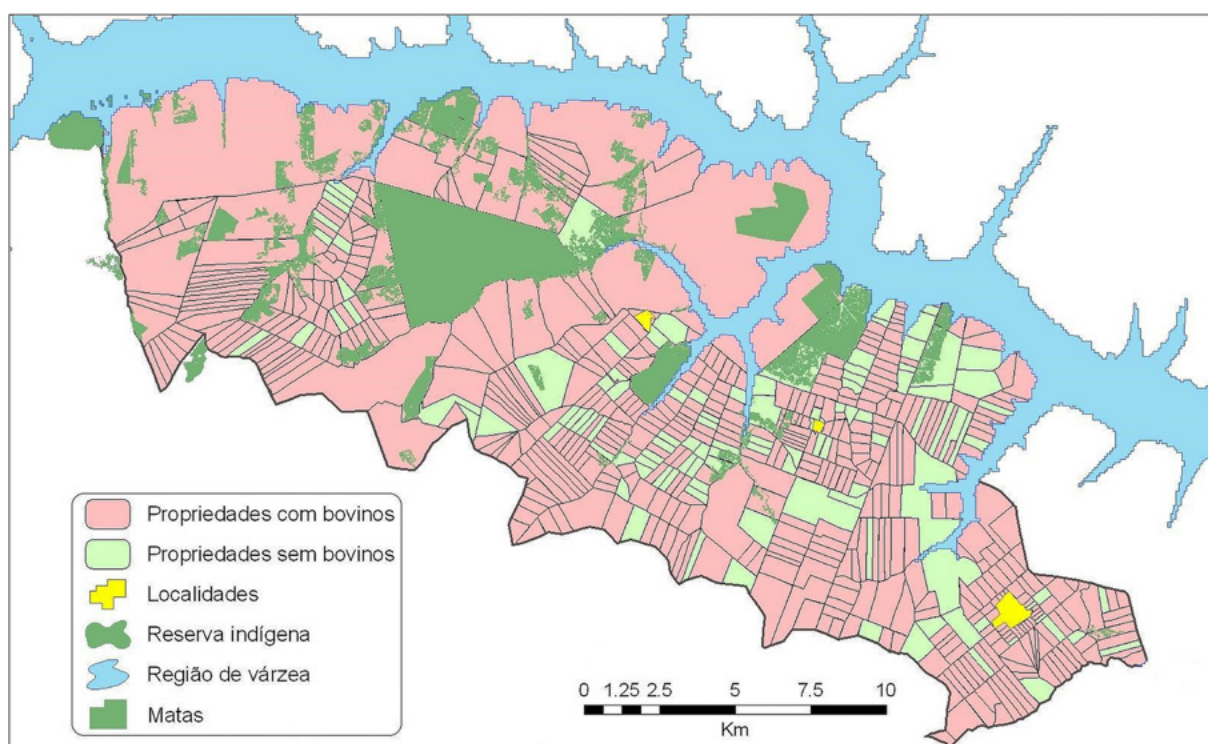 Propriedades com bovinos
Propriedades sem bovinos
Localidades
Reserva indígena
Região de várzea
Matas
0 1.25 2.5 5 7.5 10
Km